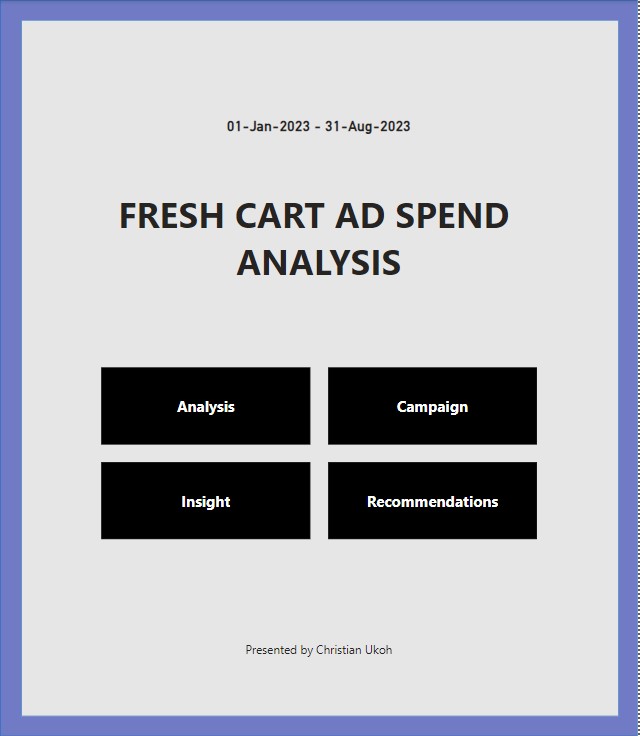 01-Jan-2023 - 31-Aug-2023
FRESH CART AD SPEND
ANALYSIS
Analysis
Campaign
Insight
Recommendations
Presented by Christian Ukoh